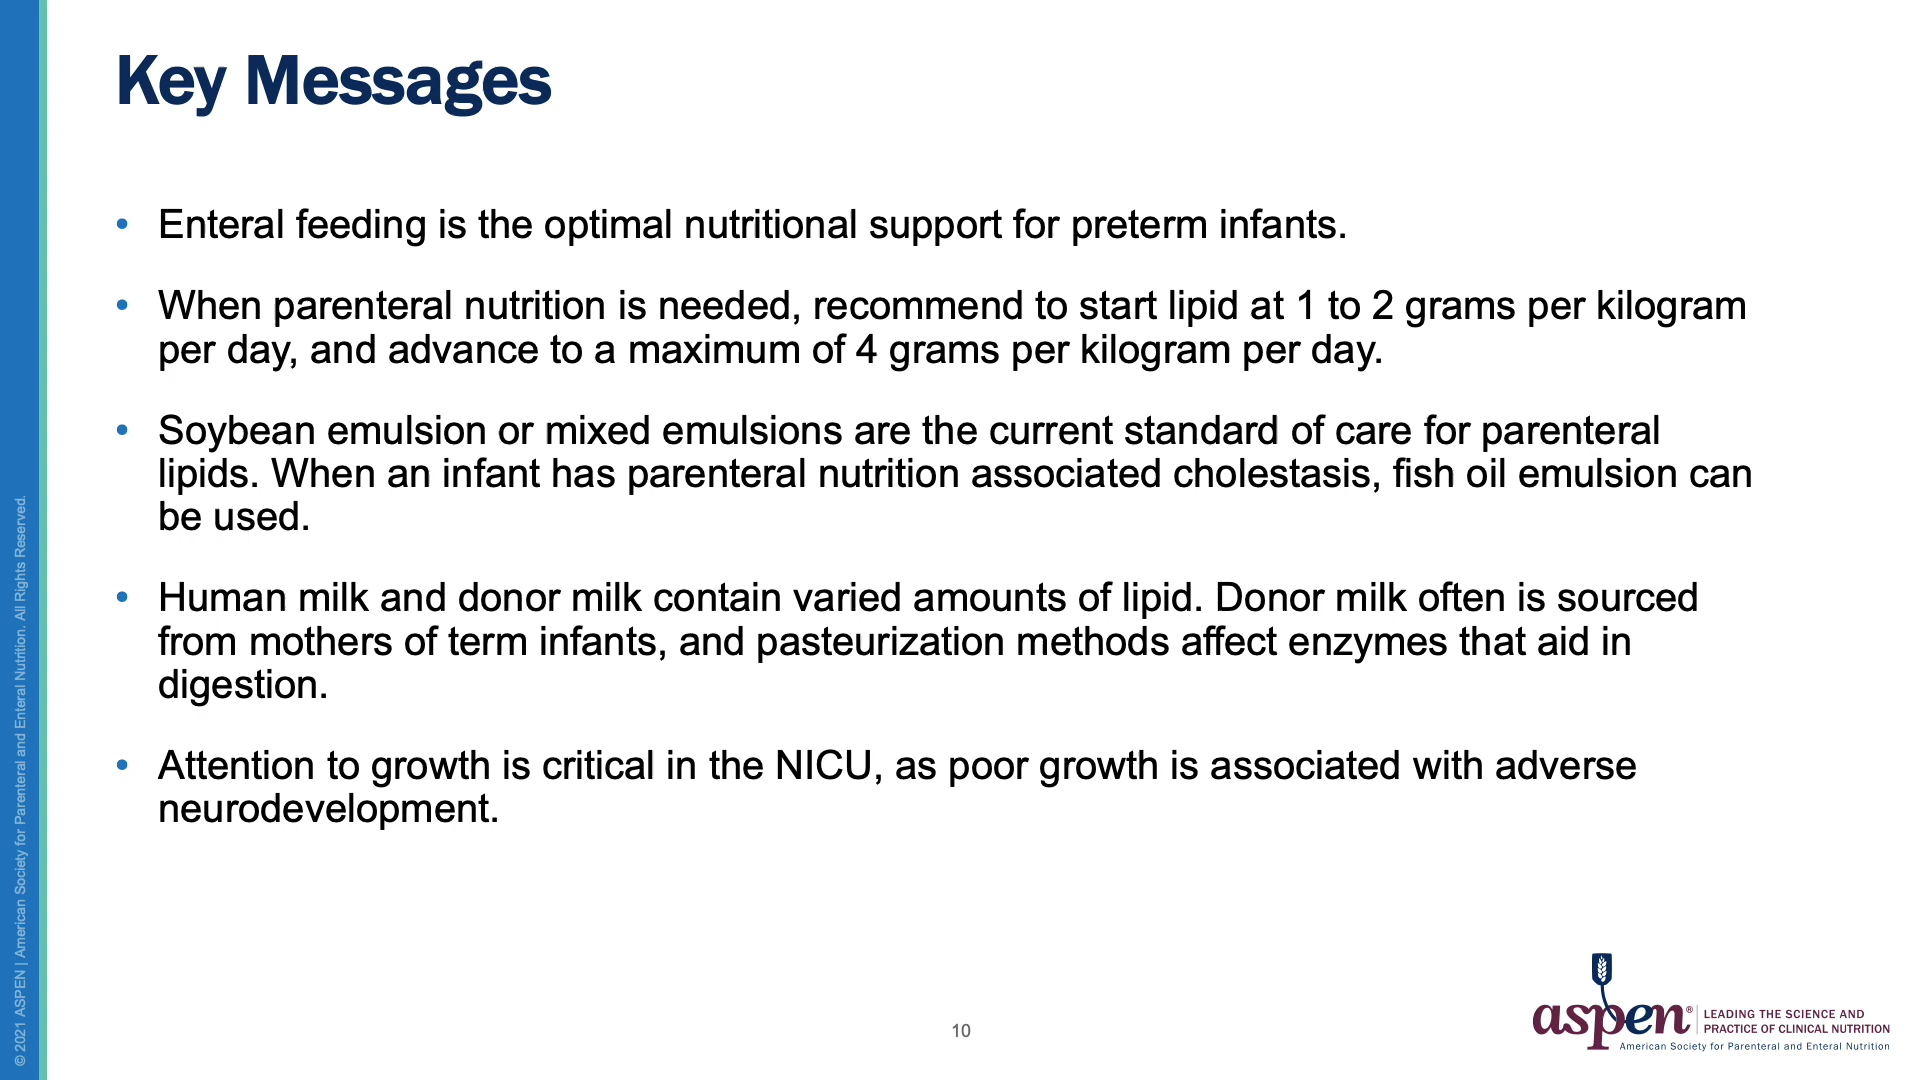 Key Messages
• Enteral feeding is the optimal nutritional support for preterm infants.
• When parenteral nutrition is needed, recommend to start lipid at 1 to 2 grams per kilogram
per day, and advance to a maximum of 4 grams per kilogram per day.
• Soybean emulsion or mixed emulsions are the current standard of care for parenteral
lipids. When an infant has parenteral nutrition associated cholestasis, fish oil emulsion can
be used.
• Human milk and donor milk contain varied amounts of lipid. Donor milk often is sourced
from mothers of term infants, and pasteurization methods affect enzymes that aid in
digestion.
• Attention to growth is critical in the NICU, as poor growth is associated with adverse
neurodevelopment.
© 2021 ASPEN | American Society for Parenteral and Enteral Nutrition. All Rights Reserved.
10
aspen®
LEADING THE SCIENCE AND
PRACTICE OF CLINICAL NUTRITION
American Society for Parenteral and Enteral Nutrition